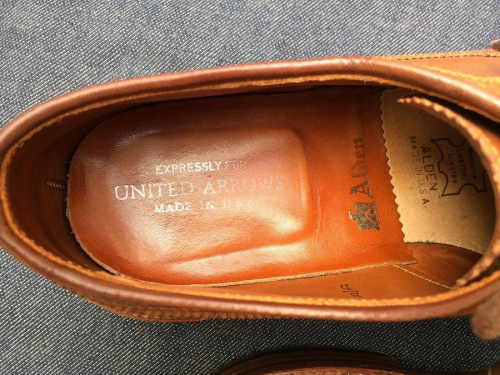 EXPRESSLY FOR
UNITED ARROWS
MADE IN U.S
Alden
ALDEN
MADE IN U.S.A.